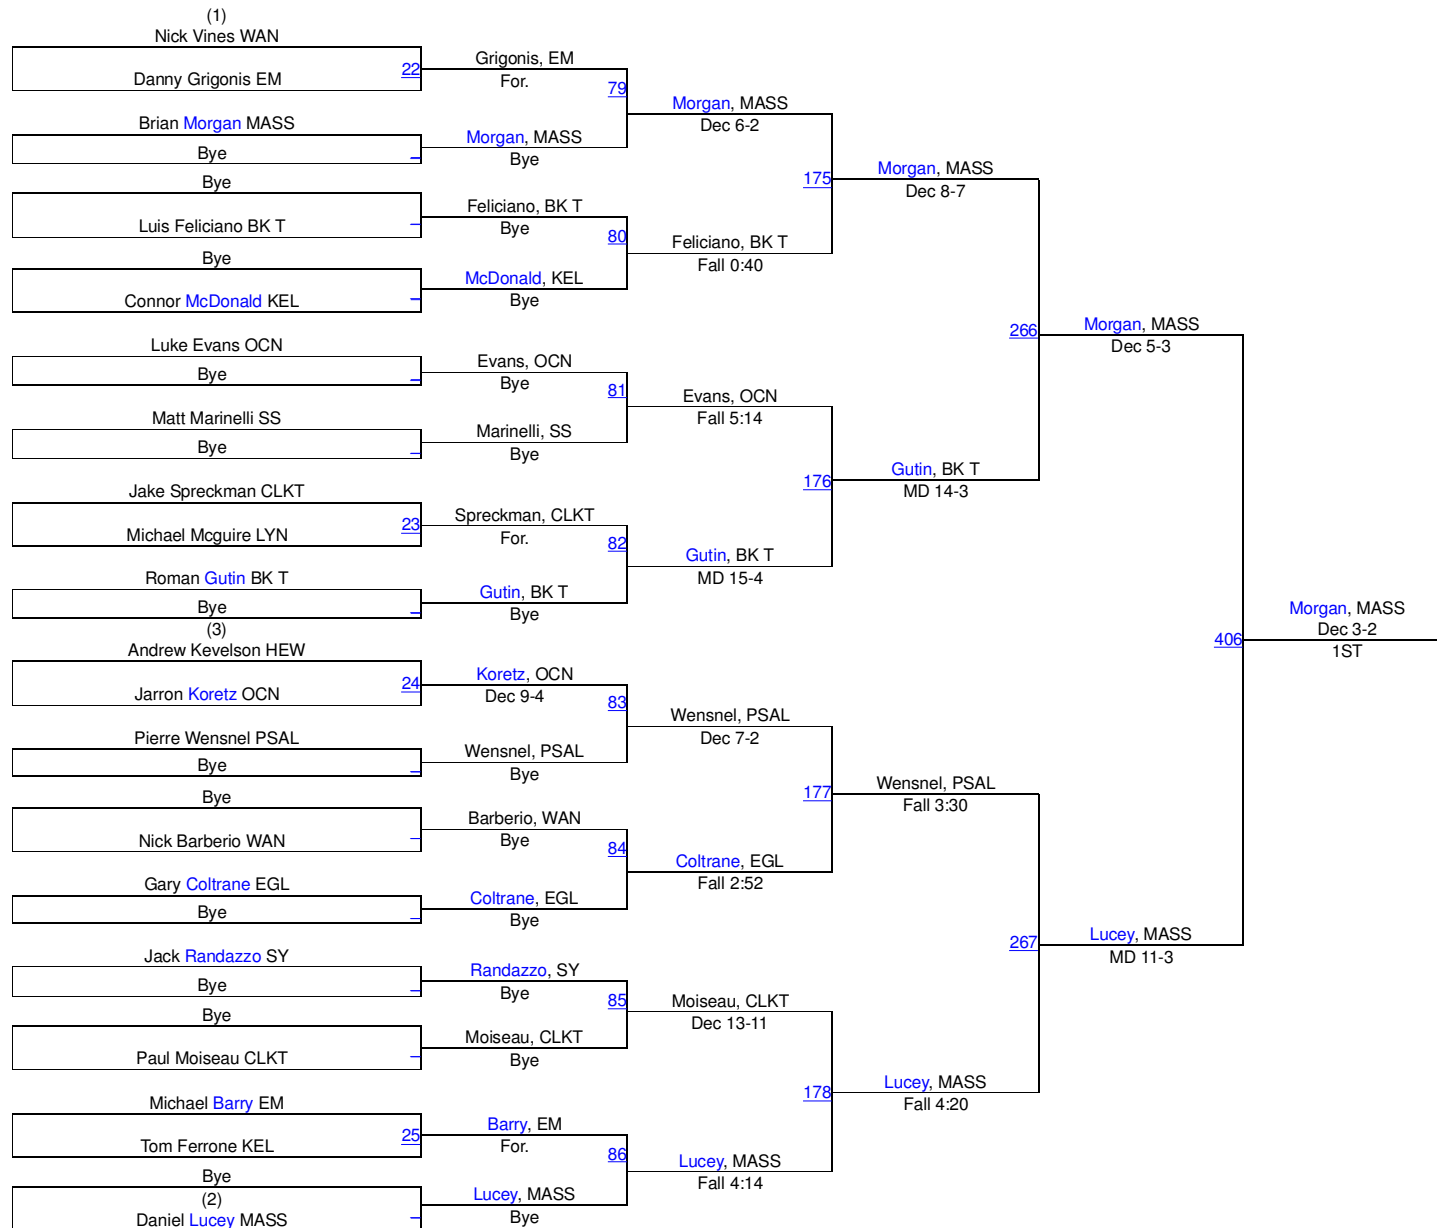 (1)
Nick Vines WAN
Danny Grigonis EM
22
Grigonis, EM
For.
79
Brian Morgan MASS
Bye
_
Morgan, MASS
Bye
Morgan, MASS
Dec 6-2
175
Bye
Luis Feliciano BK T
_
Feliciano, BK T
Bye
80
Bye
Connor McDonald KEL
_
McDonald, KEL
Bye
Feliciano, BK T
Fall 0:40
Morgan, MASS
Dec 8-7
266
Luke Evans OCN
Bye
_
Evans, OCN
Bye
81
Matt Marinelli SS
Bye
_
Marinelli, SS
Bye
Evans, OCN
Fall 5:14
176
Jake Spreckman CLKT
Michael Mcguire LYN
23
Spreckman, CLKT
For.
82
Roman Gutin BK T
Bye
_
Gutin, BK T
Bye
Gutin, BK T
MD 15-4
Gutin, BK T
MD 14-3
Morgan, MASS
Dec 5-3
406
Morgan, MASS
Dec 3-2
1ST
(3)
Andrew Kevelson HEW
Jarron Koretz OCN
24
Koretz, OCN
Dec 9-4
83
Pierre Wensnel PSAL
Bye
_
Wensnel, PSAL
Bye
Wensnel, PSAL
Dec 7-2
177
Bye
Nick Barberio WAN
_
Barberio, WAN
Bye
84
Gary Coltrane EGL
Bye
_
Coltrane, EGL
Bye
Coltrane, EGL
Fall 2:52
Wensnel, PSAL
Fall 3:30
267
Jack Randazzo SY
Bye
_
Randazzo, SY
Bye
85
Bye
Paul Moiseau CLKT
_
Moiseau, CLKT
Bye
Moiseau, CLKT
Dec 13-11
178
Michael Barry EM
Tom Ferrone KEL
25
Barry, EM
For.
86
Bye
(2)
Daniel Lucey MASS
_
Lucey, MASS
Bye
Lucey, MASS
Fall 4:14
Lucey, MASS
Fall 4:20
Lucey, MASS
MD 11-3